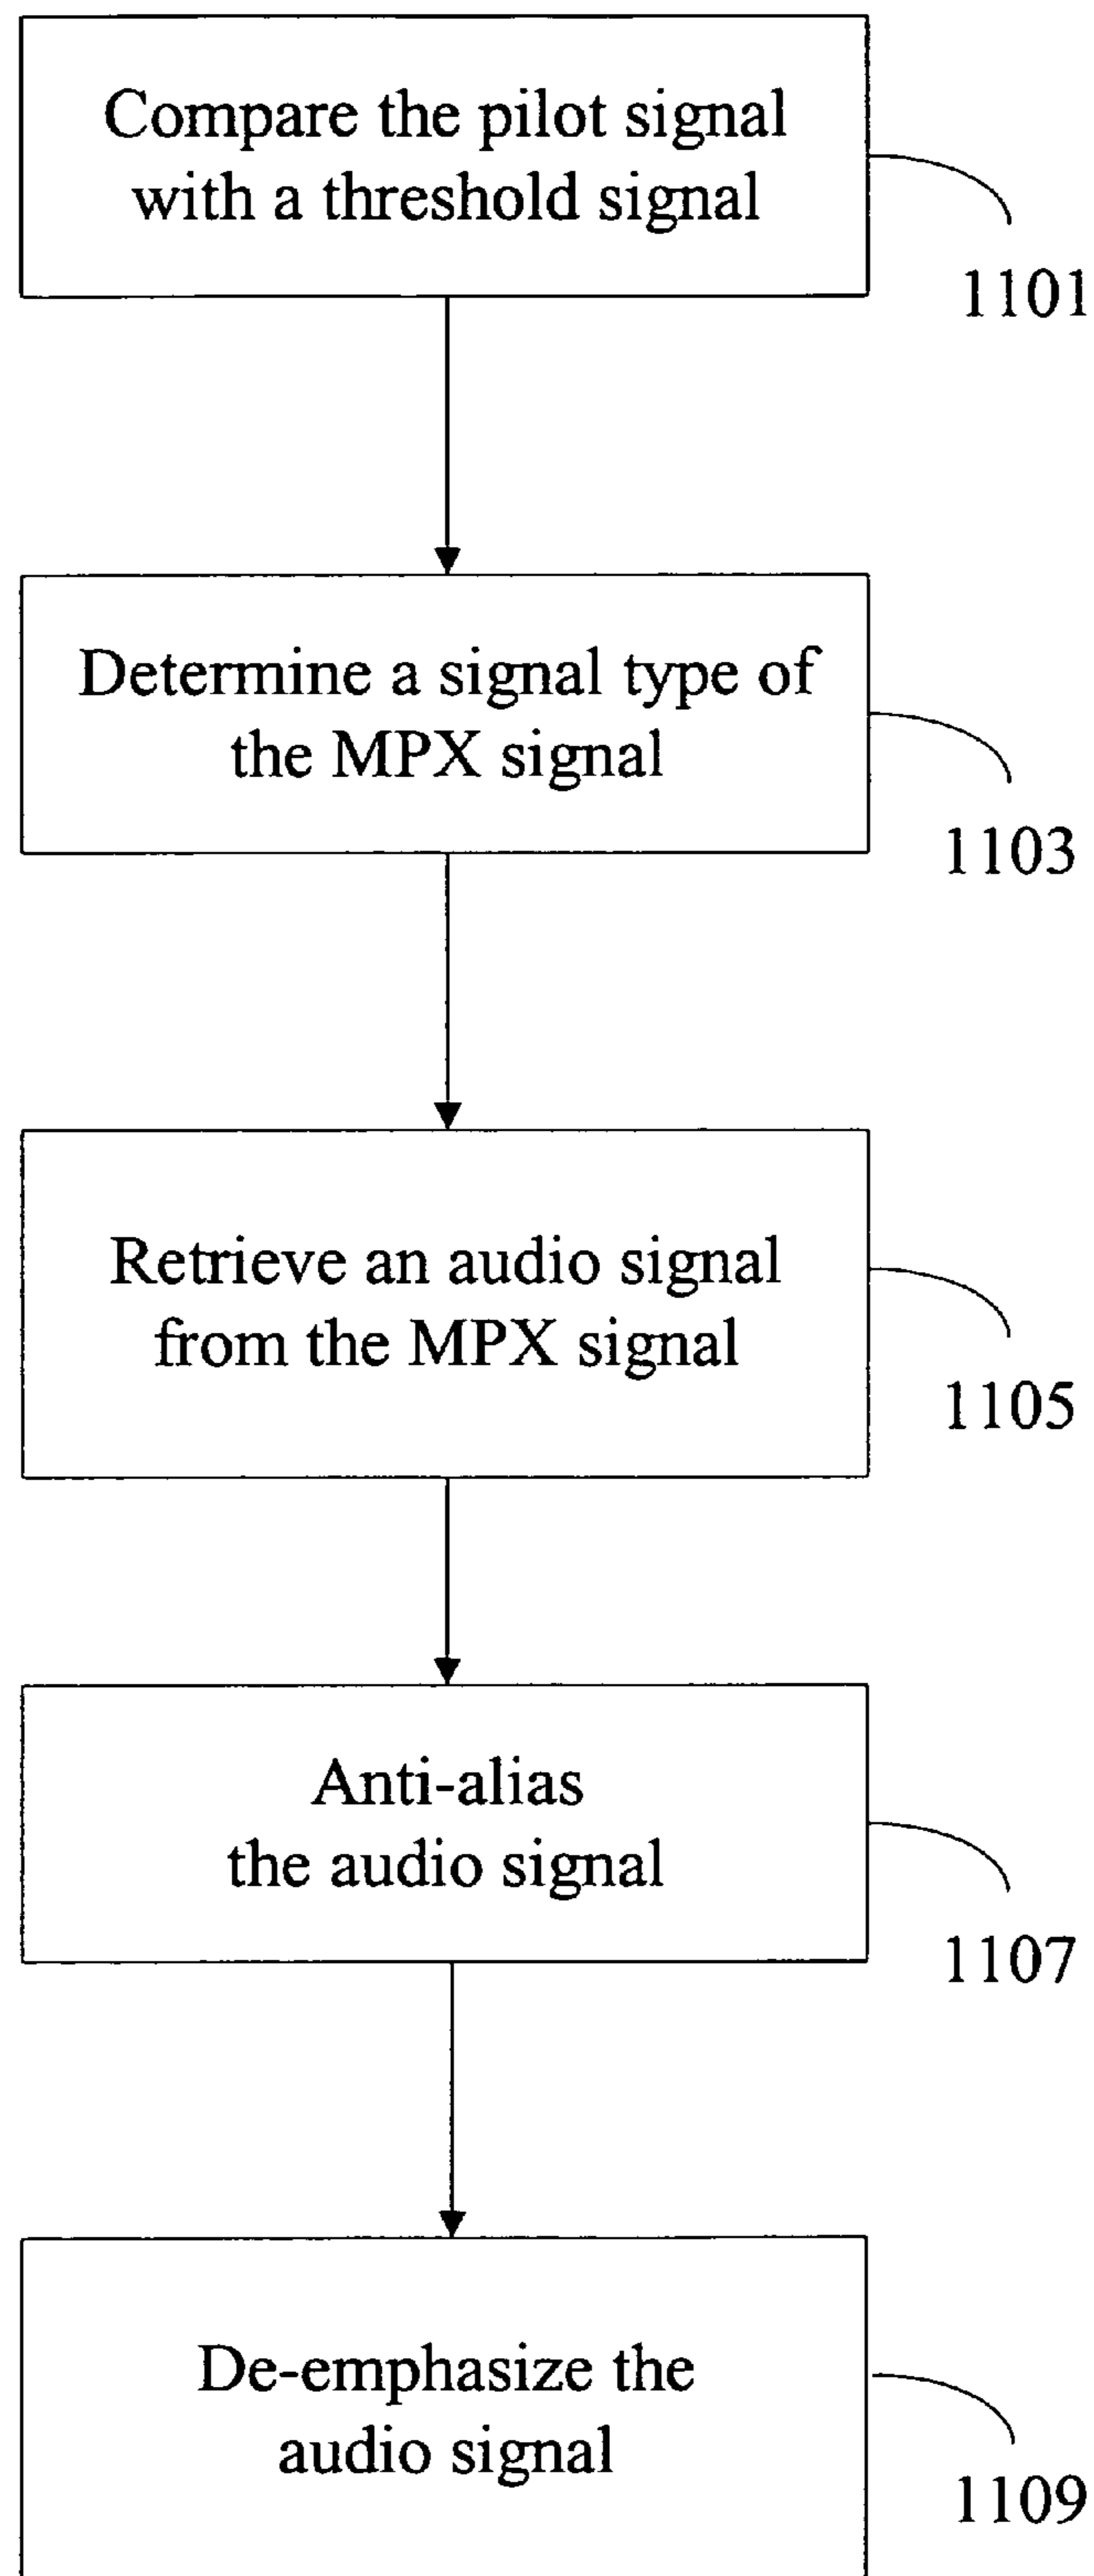 Compare the pilot signal
with a threshold signal
1101
Determine a signal type of
the MPX signal
1103
Retrieve an audio signal
from the MPX signal
1105
Anti-alias
the audio signal
1107
De-emphasize the
audio signal
1109